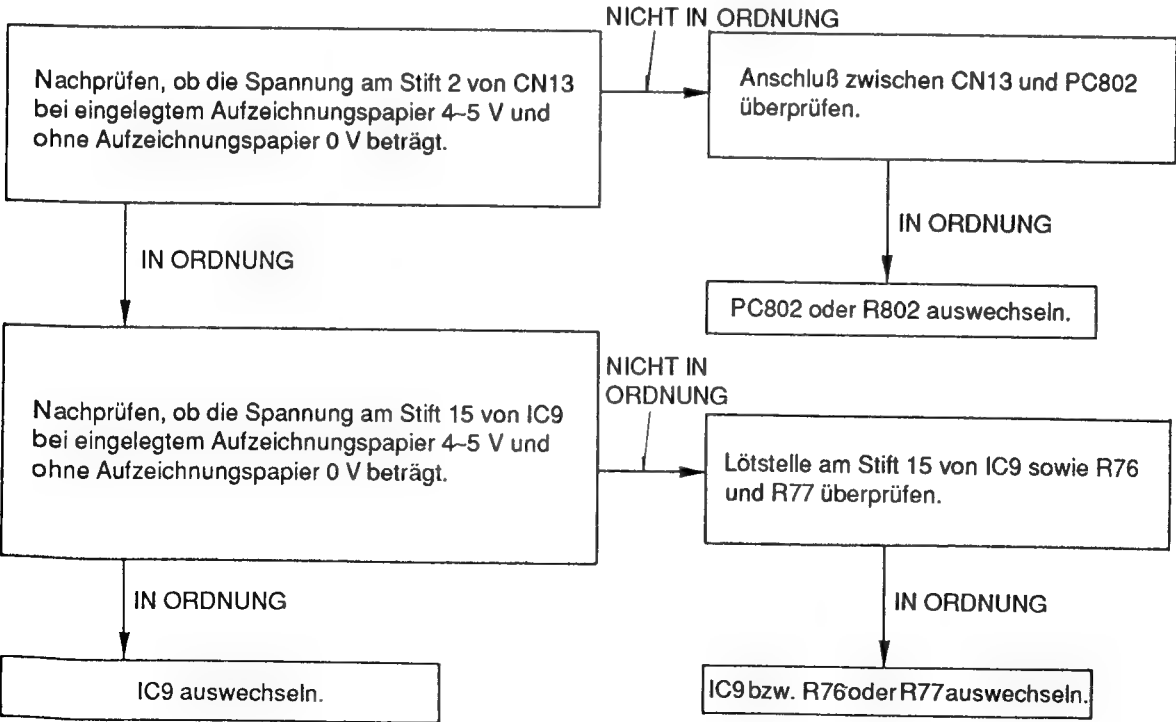 NICHT IN ORDNUNG
Nachprüfen, ob die Spannung am Stift 2 von CN13
bei eingelegtem Aufzeichnungspapier 4~5 V und
ohne Aufzeichnungspapier 0 V beträgt.
Anschluß zwischen CN13 und PC802
überprüfen.
IN ORDNUNG
IN ORDNUNG
PC802 oder R802 auswechseln.
Nachprüfen, ob die Spannung am Stift 15 von IC9
bei eingelegtem Aufzeichnungspapier 4~5 V und
ohne Aufzeichnungspapier 0 V beträgt.
NICHT IN
ORDNUNG
Lötstelle am Stift 15 von IC9 sowie R76
und R77 überprüfen.
IN ORDNUNG
IN ORDNUNG
IC9 auswechseln.
IC9 bzw. R76 oder R77 auswechseln.